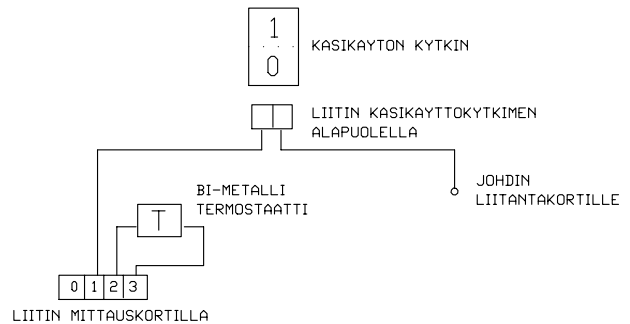 1
0
KASIKAYTON KYTKIN
LIITIN KASIKAYTTOKYTKIMEN
ALAPUOLELLA
BI-METALLI
TERMOSTAATTI
T
JOHDIN
LIITANTAKORTILLE
0 1 2 3
LIITIN MITTAUSKORTILLA